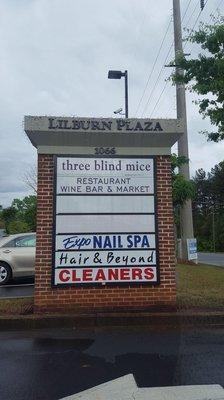 LILBURN PLAZA
1066
three blind mice
RESTAURANT
WINE BAR & MARKET
Expo NAIL SPA
Hair & Beyond
CLEANERS